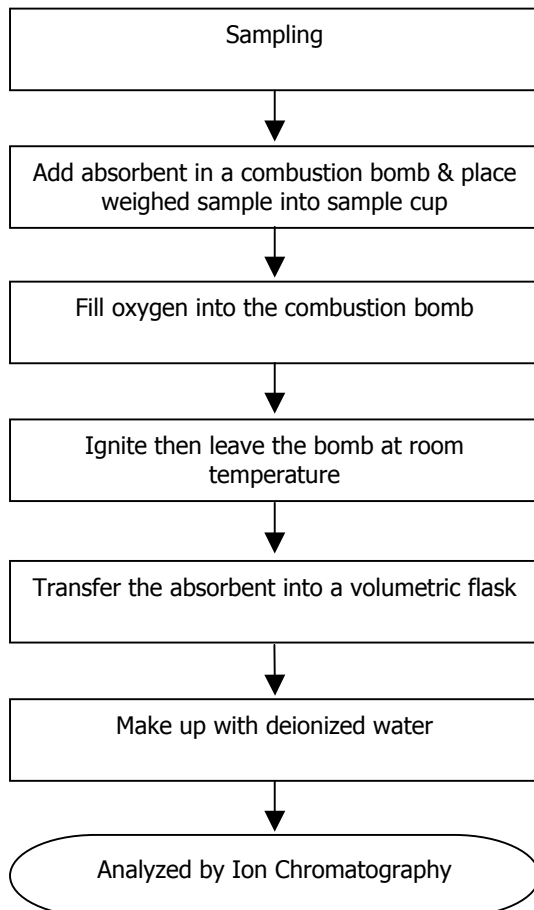 Sampling
Add absorbent in a combustion bomb & place
weighed sample into sample cup
Fill oxygen into the combustion bomb
Ignite then leave the bomb at room
temperature
Transfer the absorbent into a volumetric flask
Make up with deionized water
Analyzed by Ion Chromatography